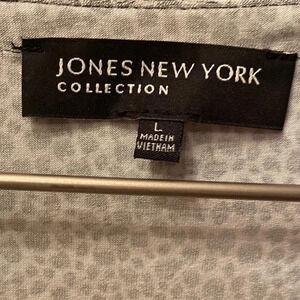 JONES NEW YORK
COLLECTION
L
MADE IN
VIETNAM